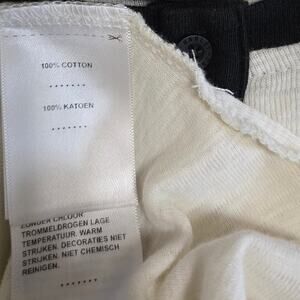 100% COTTON
.......
100% KATOEN
.......
ZONDER CHLOOR
TROMMELDROGEN LAGE
TEMPERATUUR. WARM
STRIJKEN. DECORATIES NIET
STRIJKEN. NIET CHEMISCH
REINIGEN.
.......